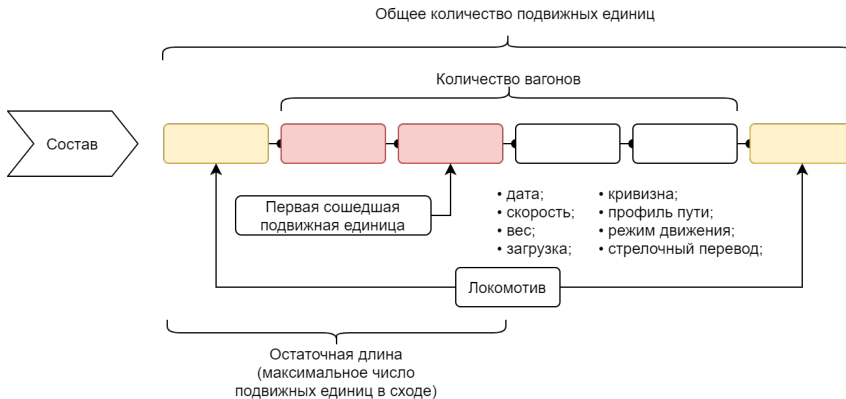 Общее количество подвижных единиц
Количество вагонов
Состав
Первая сошедшая
подвижная единица
• дата;
• скорость;
• вес;
• загрузка;
• кривизна;
• профиль пути;
• режим движения;
• стрелочный перевод;
Локомотив
Остаточная длина
(максимальное число
подвижных единиц в сходе)